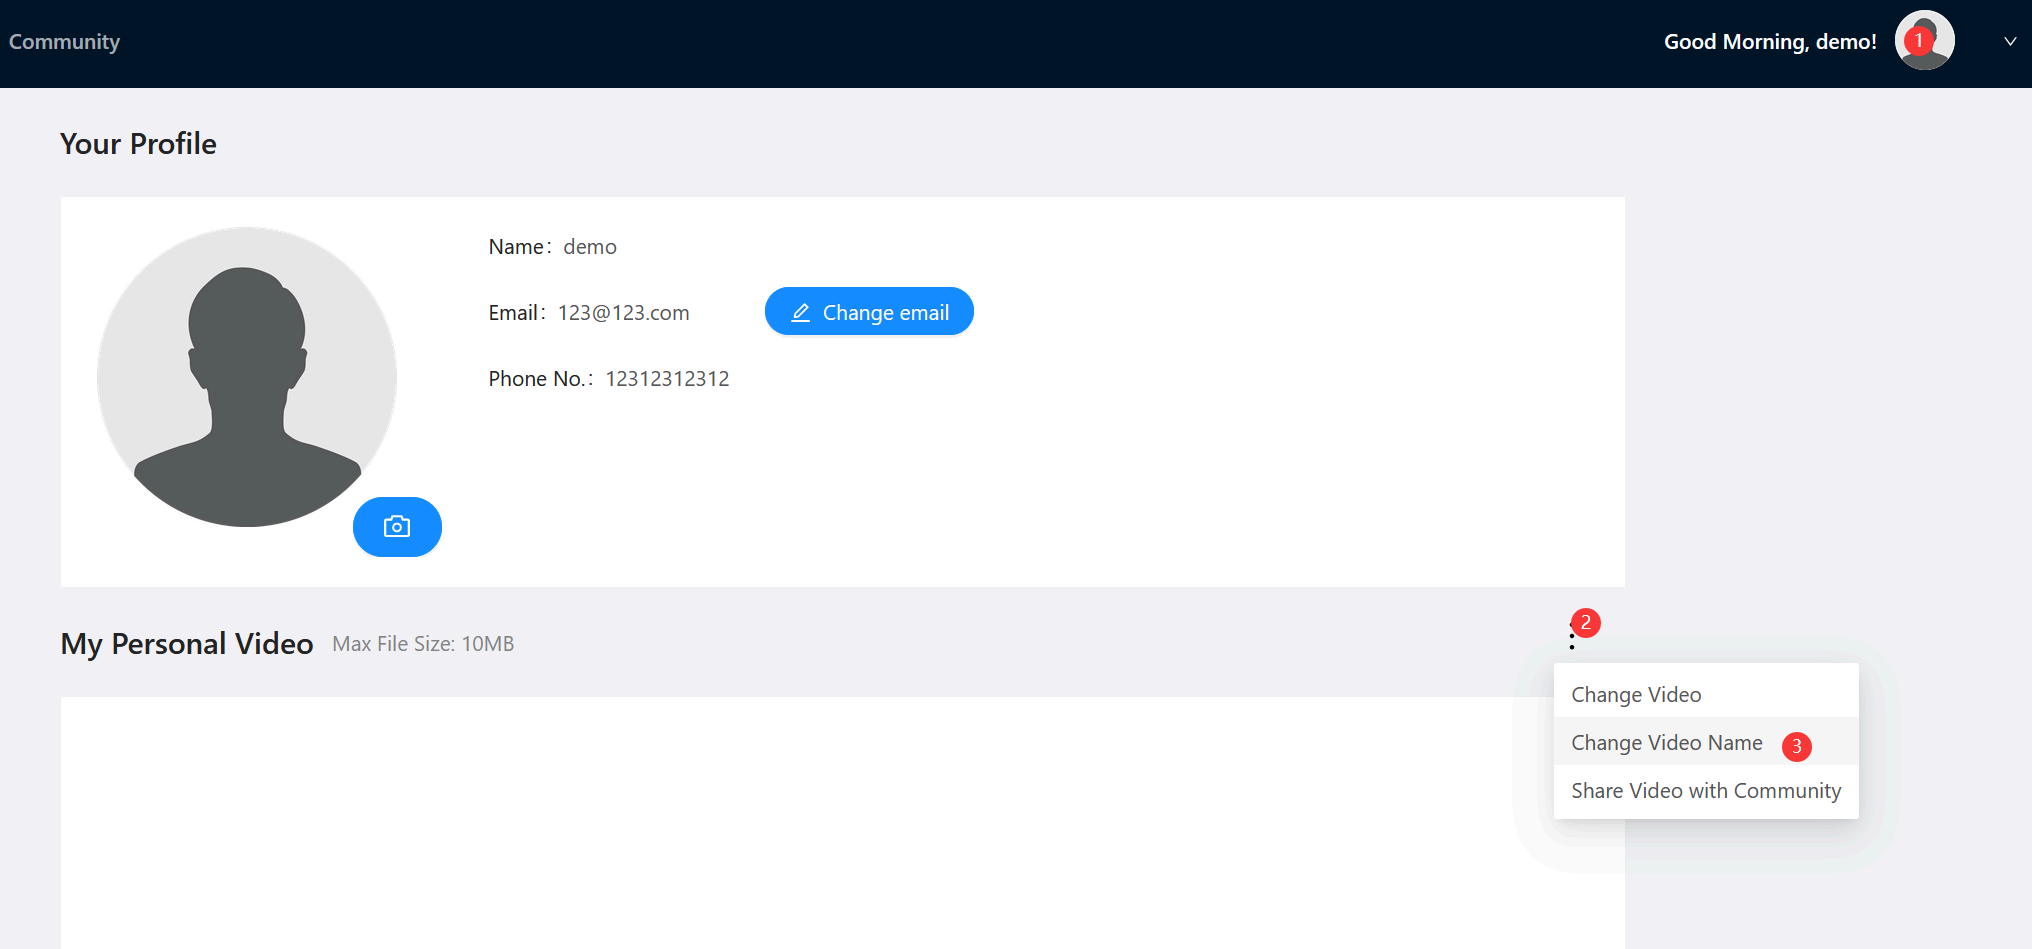 Community
Good Morning, demo!
1
Your Profile
Name: demo
Email: 123@123.com
Change email
Phone No.: 12312312312
My Personal Video Max File Size: 10MB
2
Change Video
Change Video Name 3
Share Video with Community